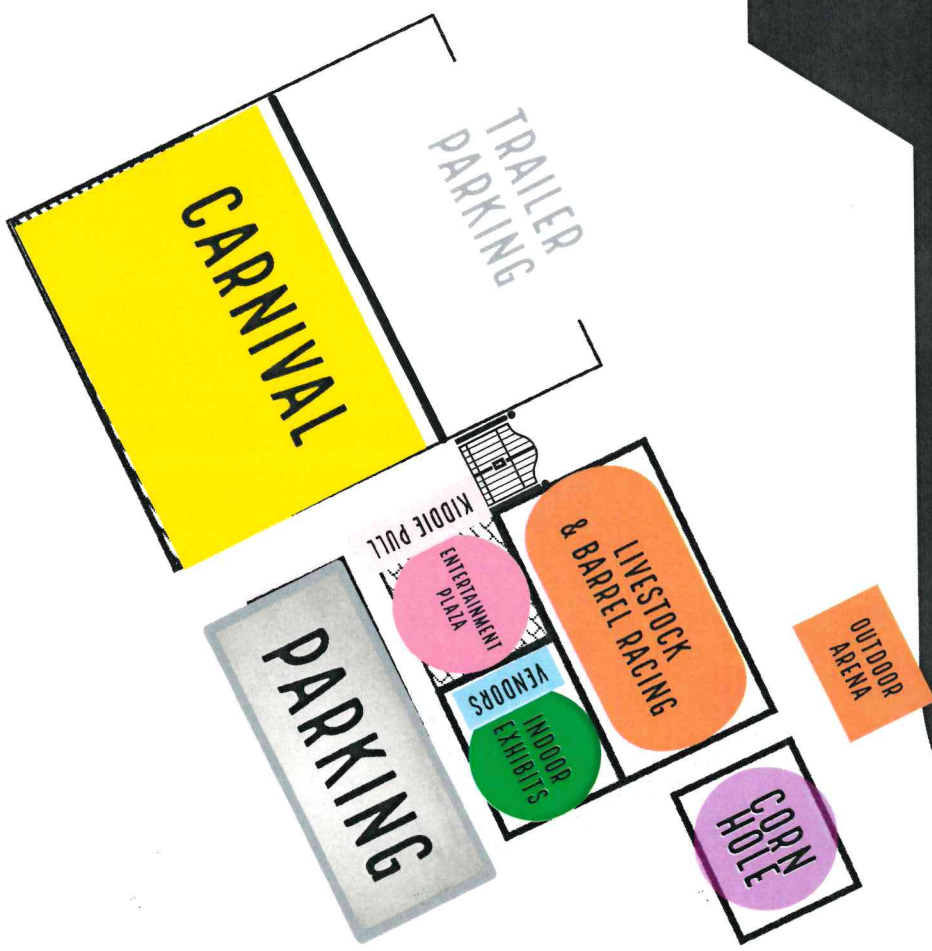 TRAILER
PARKING
CARNIVAL
KIDDIE PULL
ENTERTAINMENT
PLAZA
LIVESTOCK
& BARREL RACING
OUTDOOR
ARENA
VENDORS
INDOOR
EXHIBITS
PARKING
CORN
HOLE